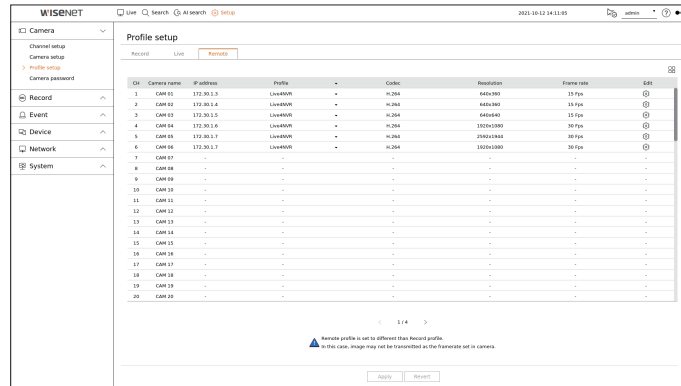 WISENET
Live Search AI search Setup 2021-10-12 14:11:05 admin ?
Camera
Channel setup
Camera setup
> Profile setup
Camera password
Record
Event
Device
Network
System
Profile setup
Record Live Remote
CH Camera name IP address Profile Codec Resolution Frame rate Edit
1 CAM 01 172.30.1.3 Live4NVR H.264 640x360 15 Fps
2 CAM 02 172.30.1.4 Live4NVR H.264 640x360 15 Fps
3 CAM 03 172.30.1.5 Live4NVR H.264 640x640 15 Fps
4 CAM 04 172.30.1.6 Live4NVR H.264 1920x1080 30 Fps
5 CAM 05 172.30.1.7 Live4NVR H.264 2592x1944 30 Fps
6 CAM 06 172.30.1.7 Live4NVR H.264 1920x1080 30 Fps
7 CAM 07 - - - - - -
8 CAM 08 - - - - - -
9 CAM 09 - - - - - -
10 CAM 10 - - - - - -
11 CAM 11 - - - - - -
12 CAM 12 - - - - - -
13 CAM 13 - - - - - -
14 CAM 14 - - - - - -
15 CAM 15 - - - - - -
16 CAM 16 - - - - - -
17 CAM 17 - - - - - -
18 CAM 18 - - - - - -
19 CAM 19 - - - - - -
20 CAM 20 - - - - - -
< 1 / 4 >
Remote profile is set to different than Record profile.
In this case, image may not be transmitted as the framerate set in camera.
Apply Revert